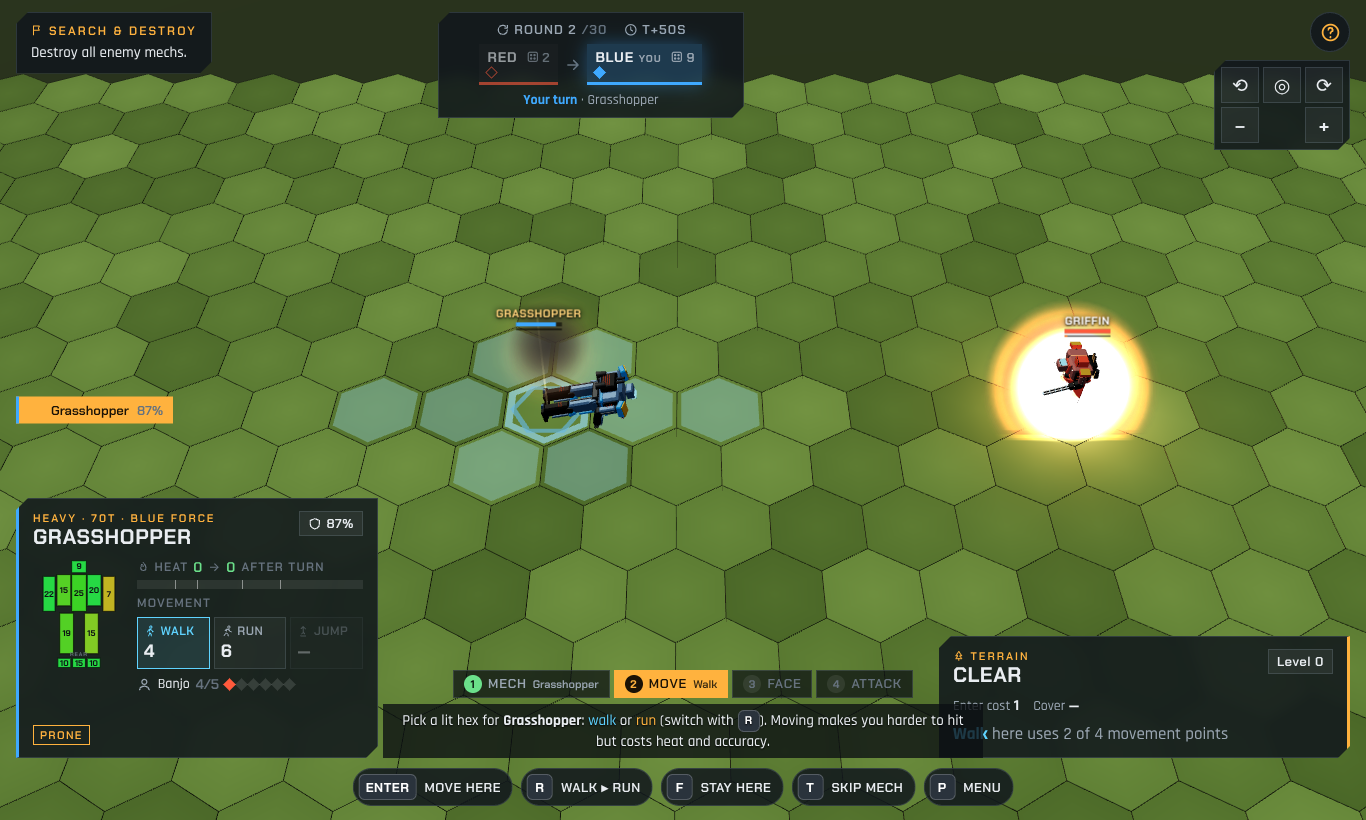 SEARCH & DESTROY
Destroy all enemy mechs.
ROUND 2 /30 T+50S
RED 2 → BLUE YOU 9
Your turn · Grasshopper
⟲ ◎ ⟳
− +
GRASSHOPPER
GRIFFIN
Grasshopper 87%
HEAVY · 70T · BLUE FORCE
GRASSHOPPER
87%
HEAT 0 → 0 AFTER TURN
MOVEMENT
WALK RUN JUMP
4 6 —
Banjo 4/5
9
22 15 25 20 7
19 15
REAR
10 15 10
PRONE
1 MECH Grasshopper 2 MOVE Walk 3 FACE 4 ATTACK
Pick a lit hex for Grasshopper: walk or run (switch with R). Moving makes you harder to hit
but costs heat and accuracy.
TERRAIN
CLEAR
Level 0
Enter cost 1 Cover —
Walk here uses 2 of 4 movement points
ENTER MOVE HERE R WALK ▸ RUN F STAY HERE T SKIP MECH P MENU